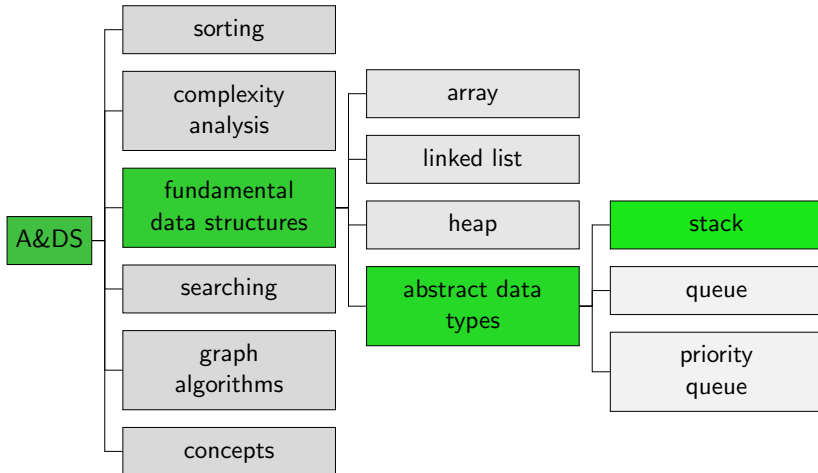 A&DS
sorting
complexity
analysis
fundamental
data structures
searching
graph
algorithms
concepts
array
linked list
heap
abstract data
types
stack
queue
priority
queue